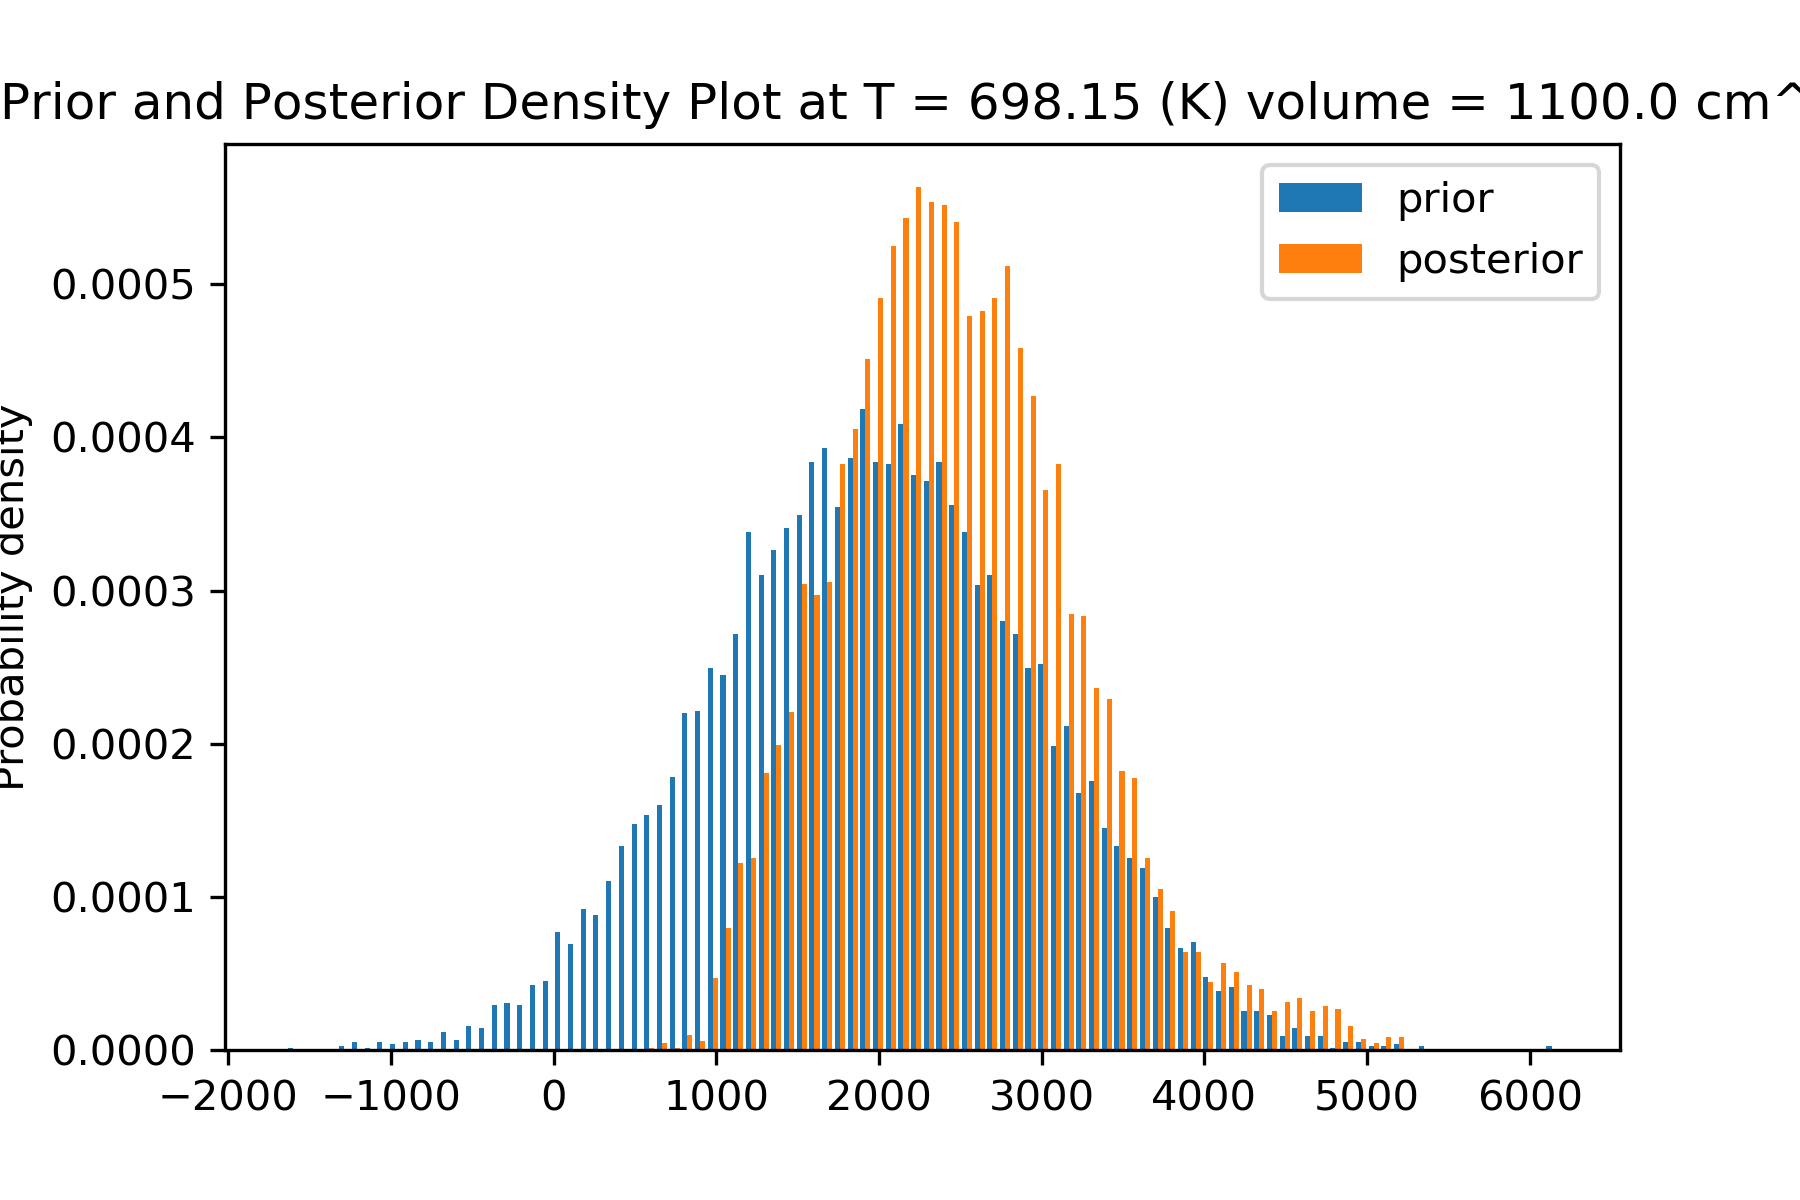 Prior and Posterior Density Plot at T = 698.15 (K) volume = 1100.0 cm^
prior
posterior
Probability density
0.0005
0.0004
0.0003
0.0002
0.0001
0.0000
−2000 −1000 0 1000 2000 3000 4000 5000 6000